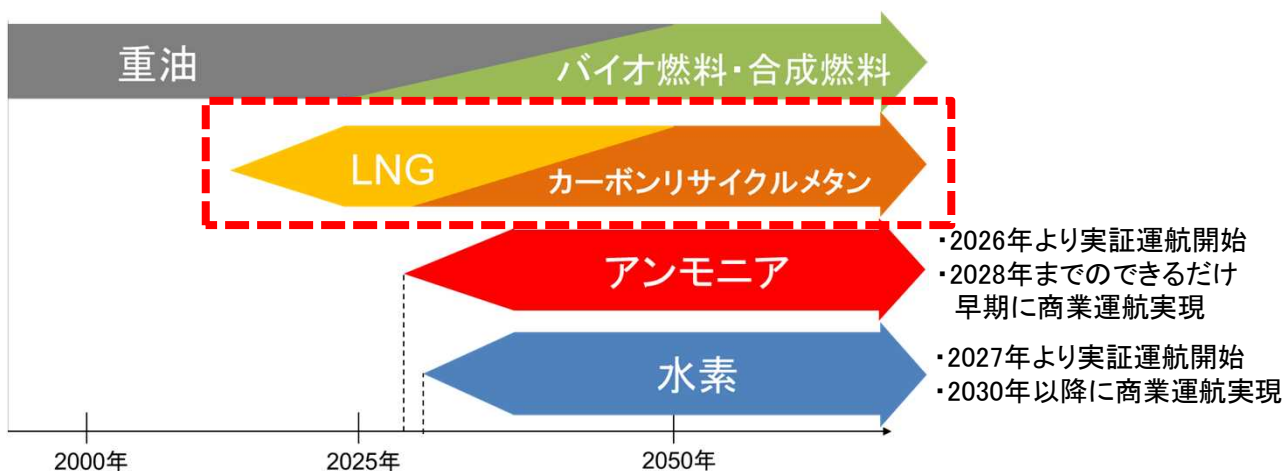 重油
バイオ燃料・合成燃料
LNG
カーボンリサイクルメタン
アンモニア
・2026年より実証運航開始
・2028年までのできるだけ
早期に商業運航実現
水素
・2027年より実証運航開始
・2030年以降に商業運航実現
2000年
2025年
2050年